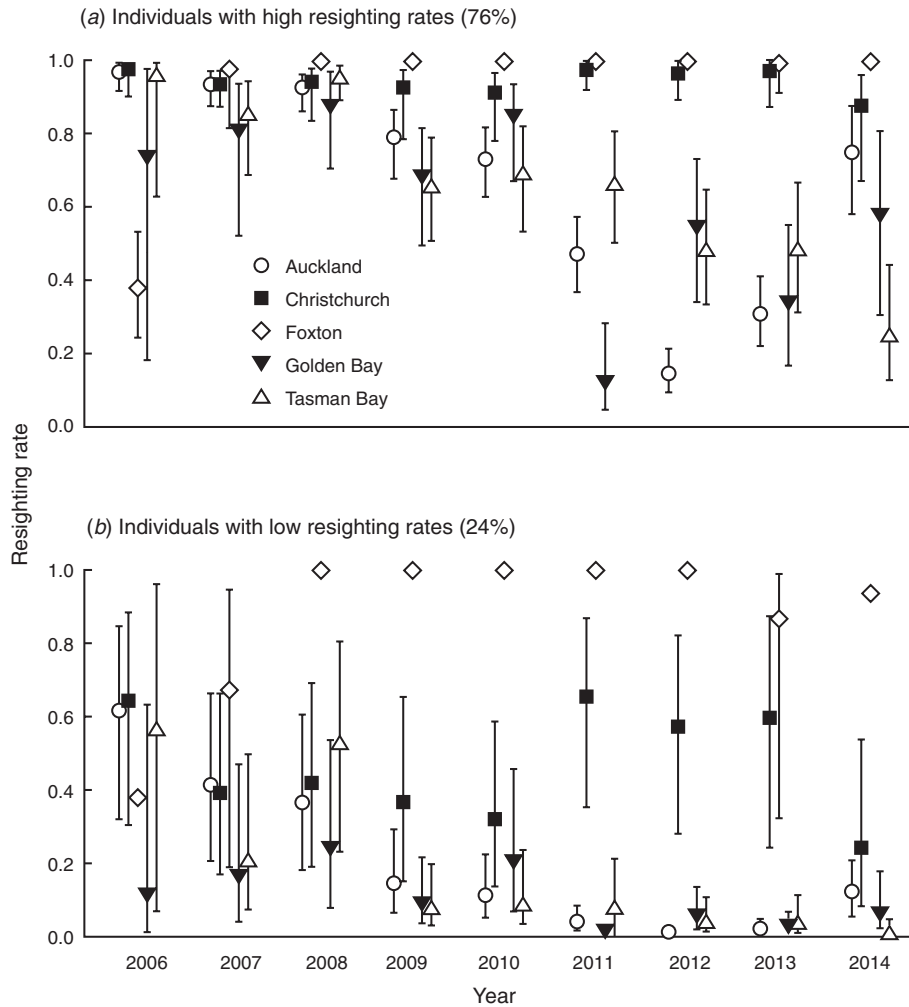 (a) Individuals with high resighting rates (76%)
1.0
0.8
0.6
0.4
0.2
0.0
Auckland
Christchurch
Foxton
Golden Bay
Tasman Bay
Resighting rate
(b) Individuals with low resighting rates (24%)
1.0
0.8
0.6
0.4
0.2
0.0
2006 2007 2008 2009 2010 2011 2012 2013 2014
Year